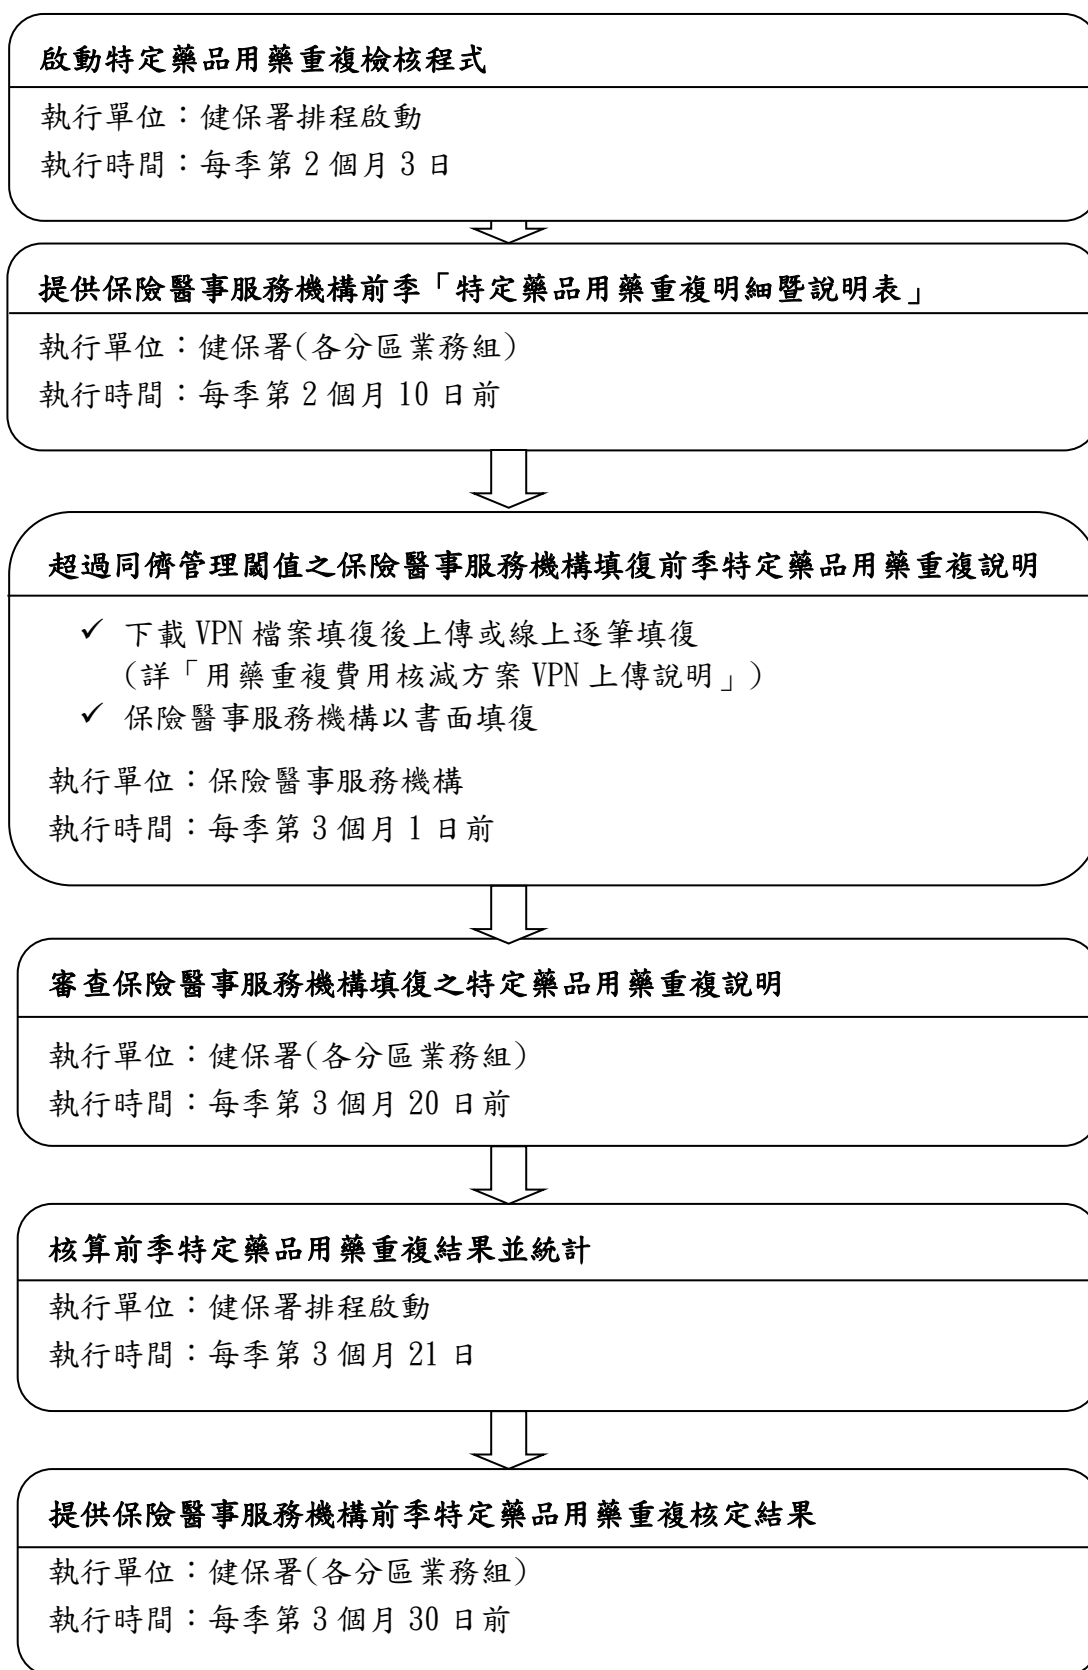 啟動特定藥品用藥重複檢核程式
執行單位：健保署排程啟動
執行時間：每季第 2 個月 3 日
提供保險醫事服務機構前季「特定藥品用藥重複明細暨說明表」
執行單位：健保署(各分區業務組)
執行時間：每季第 2 個月 10 日前
超過同儕管理閾值之保險醫事服務機構填復前季特定藥品用藥重複說明
✓ 下載 VPN 檔案填復後上傳或線上逐筆填復
(詳「用藥重複費用核減方案 VPN 上傳說明」)
✓ 保險醫事服務機構以書面填復
執行單位：保險醫事服務機構
執行時間：每季第 3 個月 1 日前
審查保險醫事服務機構填復之特定藥品用藥重複說明
執行單位：健保署(各分區業務組)
執行時間：每季第 3 個月 20 日前
核算前季特定藥品用藥重複結果並統計
執行單位：健保署排程啟動
執行時間：每季第 3 個月 21 日
提供保險醫事服務機構前季特定藥品用藥重複核定結果
執行單位：健保署(各分區業務組)
執行時間：每季第 3 個月 30 日前